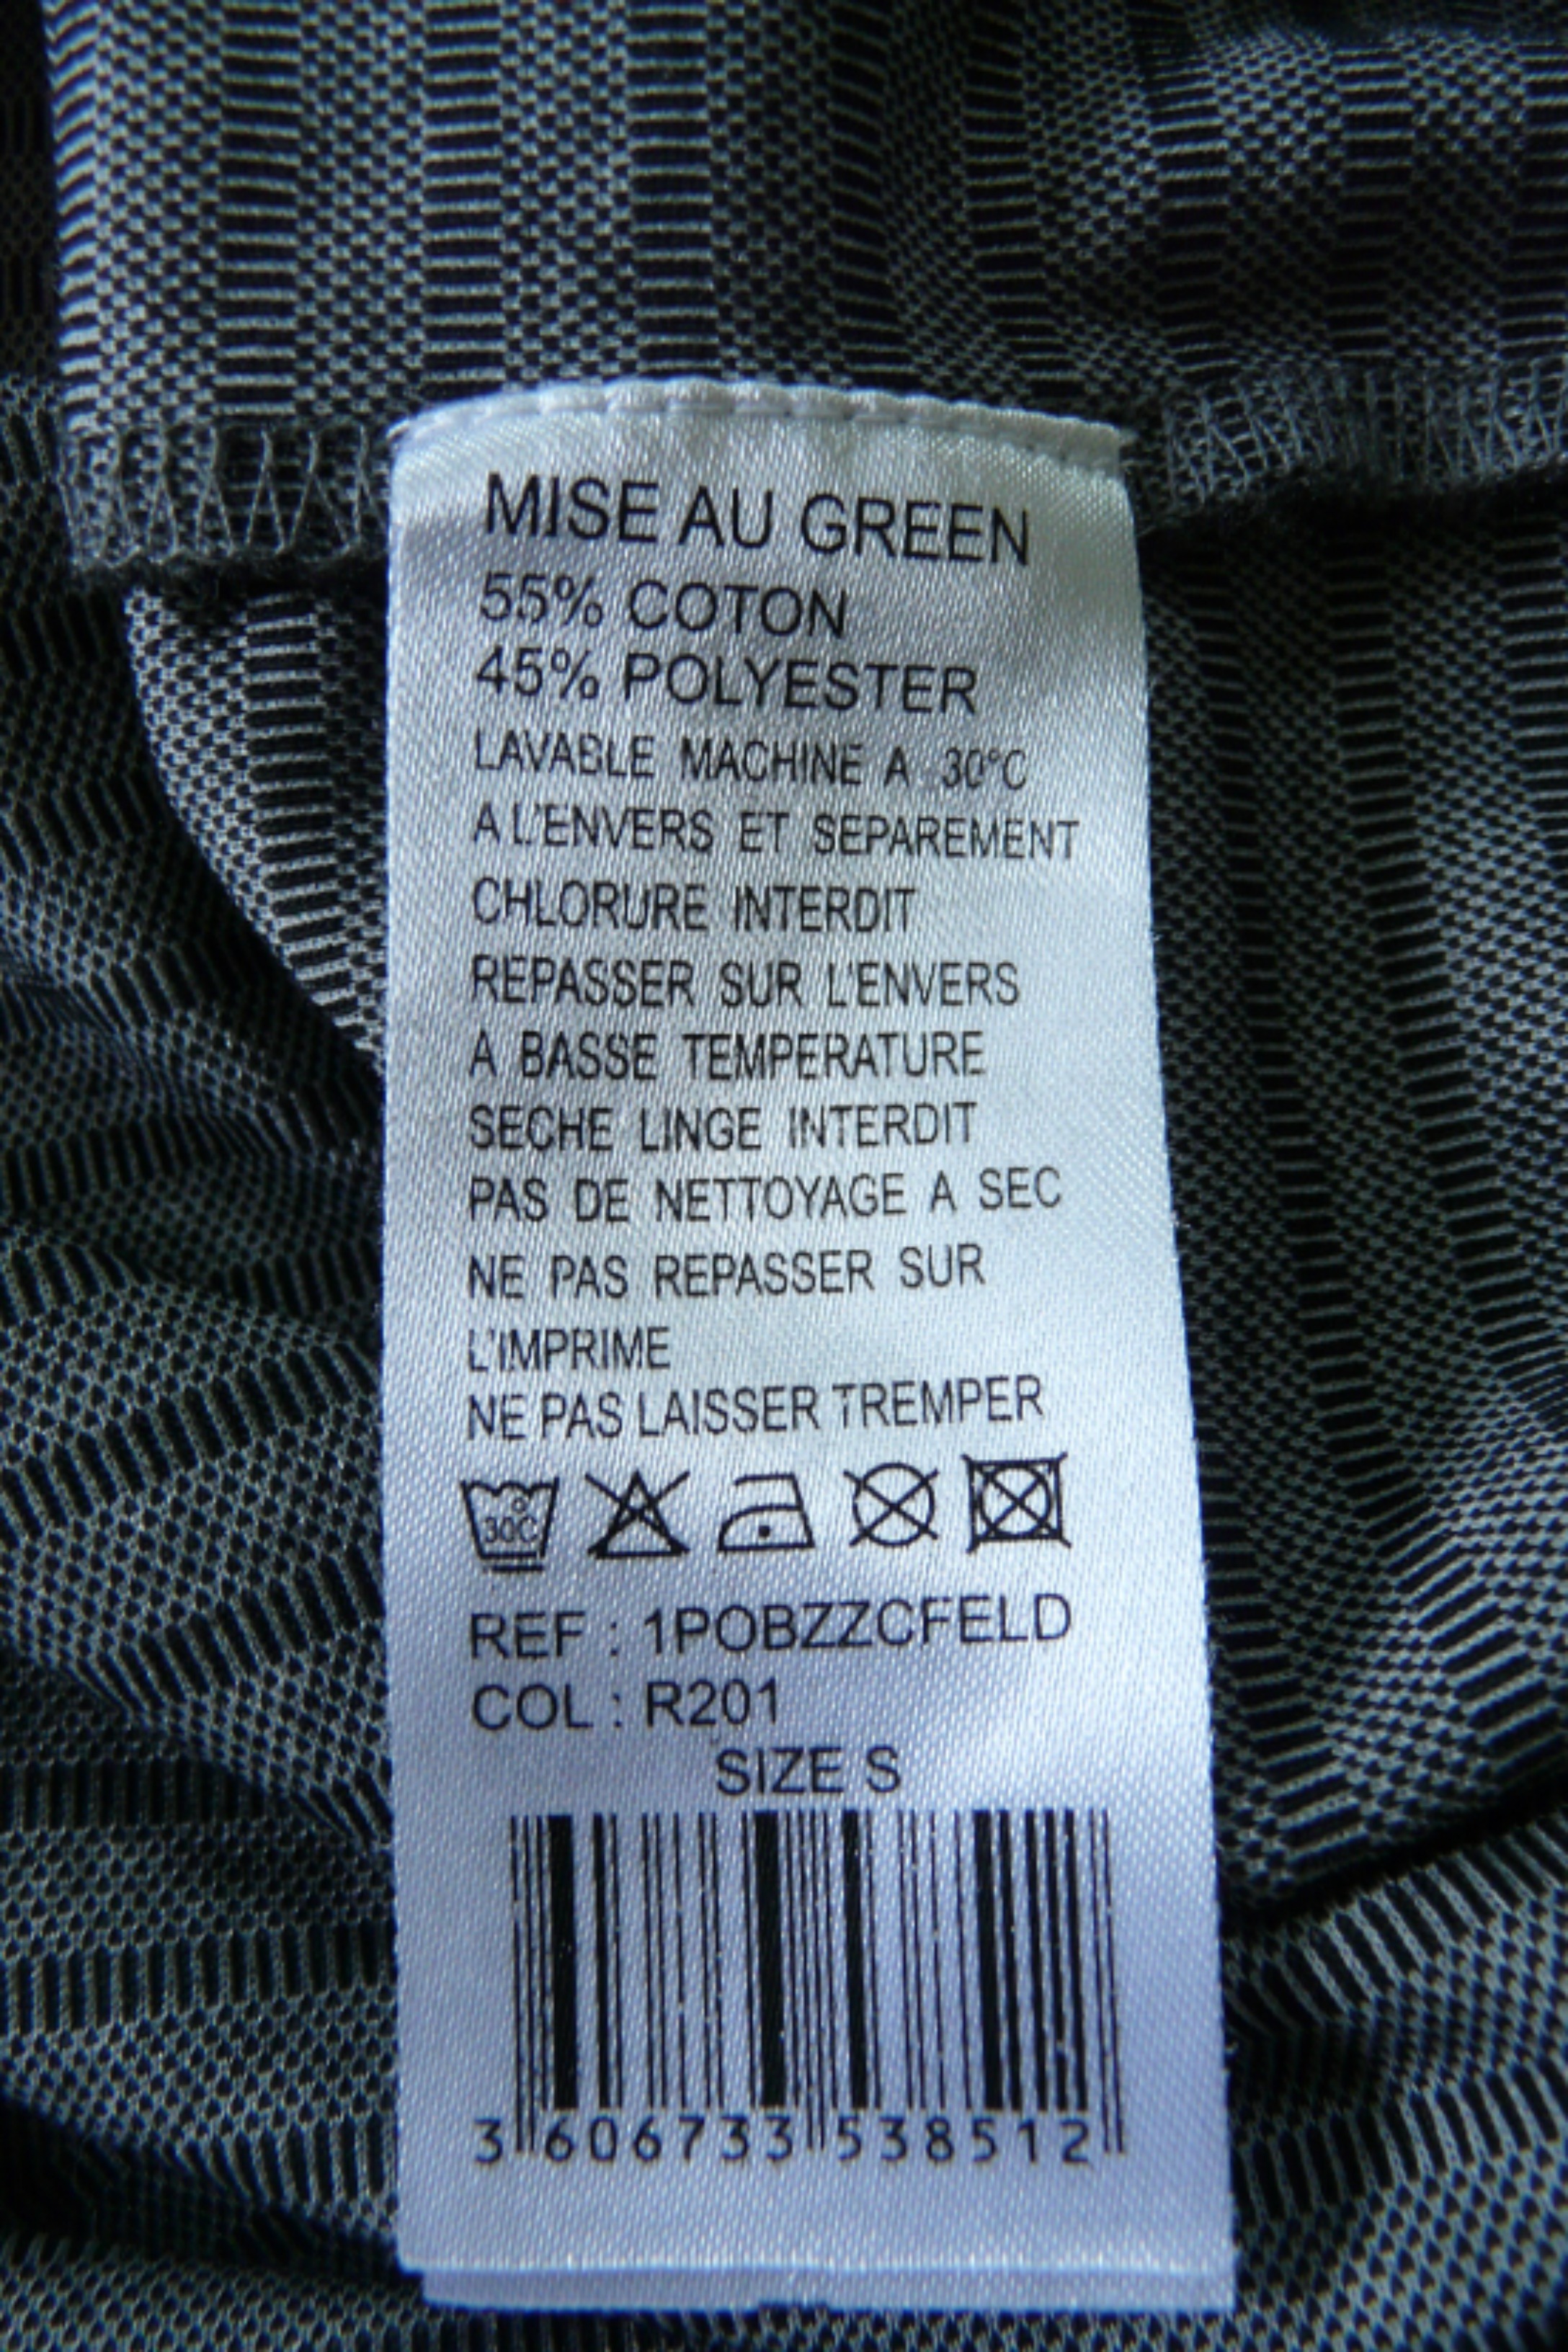 MISE AU GREEN
55% COTON
45% POLYESTER
LAVABLE MACHINE A 30°C
A L'ENVERS ET SEPAREMENT
CHLORURE INTERDIT
REPASSER SUR L'ENVERS
A BASSE TEMPERATURE
SECHE LINGE INTERDIT
PAS DE NETTOYAGE A SEC
NE PAS REPASSER SUR
L'IMPRIME
NE PAS LAISSER TREMPER
30°C
REF : 1POBZZCFELD
COL : R201
SIZE S
3 606733 538512